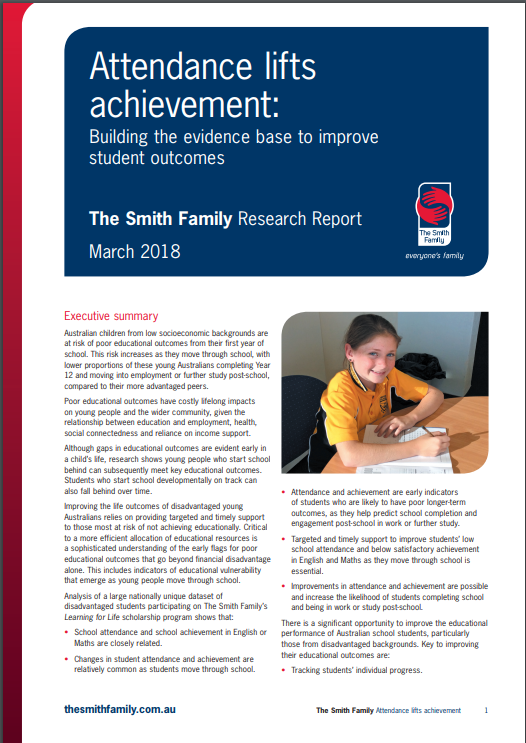 Attendance lifts
achievement:
Building the evidence base to improve
student outcomes
The Smith Family Research Report
March 2018
The Smith
Family
everyone's family
Executive summary
Australian children from low socioeconomic backgrounds are
at risk of poor educational outcomes from their first year of
school. This risk increases as they move through school, with
lower proportions of these young Australians completing Year
12 and moving into employment or further study post-school,
compared to their more advantaged peers.
Poor educational outcomes have costly lifelong impacts
on young people and the wider community, given the
relationship between education and employment, health,
social connectedness and reliance on income support.
Although gaps in educational outcomes are evident early in
a child's life, research shows young people who start school
behind can subsequently meet key educational outcomes.
Students who start school developmentally on track can
also fall behind over time.
Improving the life outcomes of disadvantaged young
Australians relies on providing targeted and timely support
to those most at risk of not achieving educationally. Critical
to a more efficient allocation of educational resources is
a sophisticated understanding of the early flags for poor
educational outcomes that go beyond financial disadvantage
alone. This includes indicators of educational vulnerability
that emerge as young people move through school.
Analysis of a large nationally unique dataset of
disadvantaged students participating on The Smith Family's
Learning for Life scholarship program shows that:
• School attendance and school achievement in English or
Maths are closely related.
• Changes in student attendance and achievement are
relatively common as students move through school.
• Attendance and achievement are early indicators
of students who are likely to have poor longer-term
outcomes, as they help predict school completion and
engagement post-school in work or further study.
• Targeted and timely support to improve students' low
school attendance and below satisfactory achievement
in English and Maths as they move through school is
essential.
• Improvements in attendance and achievement are possible
and increase the likelihood of students completing school
and being in work or study post-school.
There is a significant opportunity to improve the educational
performance of Australian school students, particularly
those from disadvantaged backgrounds. Key to improving
their educational outcomes are:
• Tracking students' individual progress.
thesmithfamily.com.au
The Smith Family Attendance lifts achievement 1